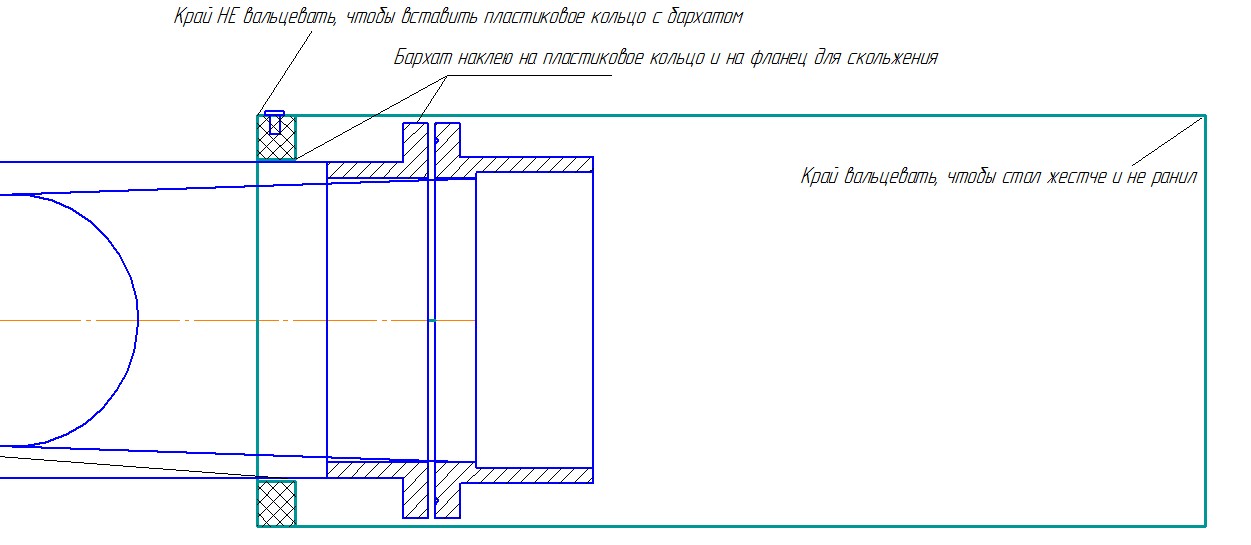 Край НЕ вальцевать, чтобы вставить пластиковое кольцо с бархатом
Бархат наклею на пластиковое кольцо и на фланец для скольжения
Край вальцевать, чтобы стал жестче и не ранил